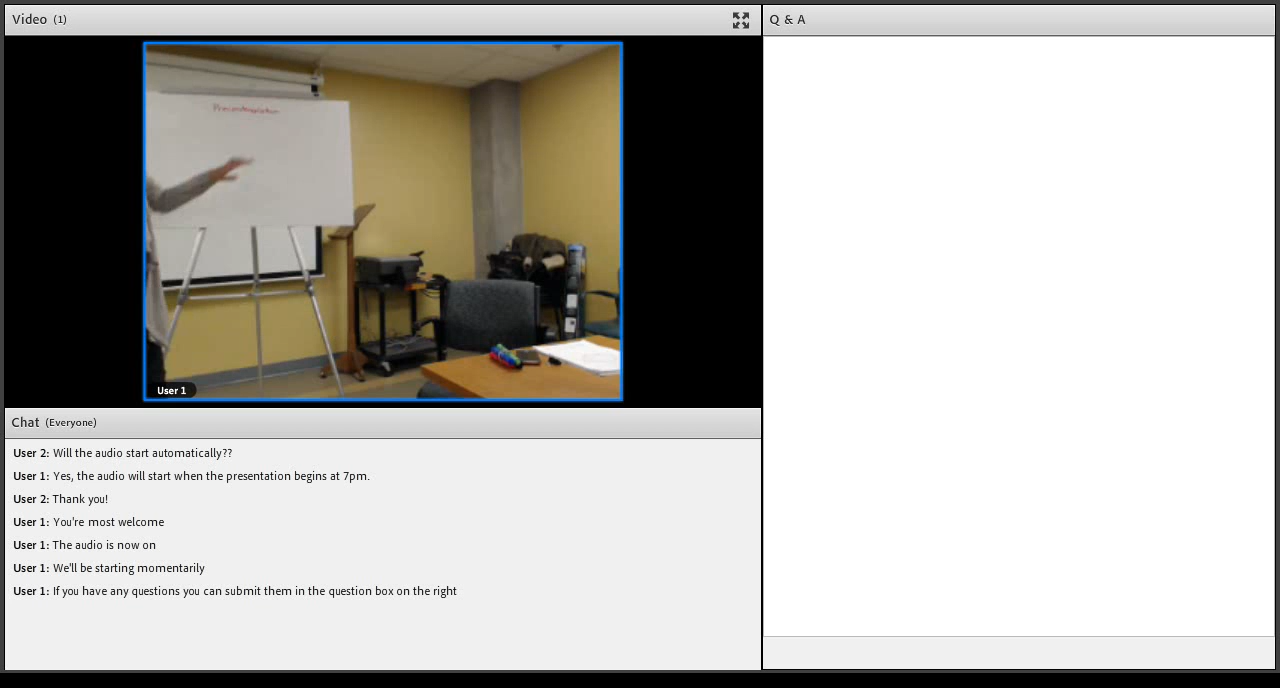 Video (1)
User 1
Chat (Everyone)
User 2: Will the audio start automatically??
User 1: Yes, the audio will start when the presentation begins at 7pm.
User 2: Thank you!
User 1: You're most welcome
User 1: The audio is now on
User 1: We'll be starting momentarily
User 1: If you have any questions you can submit them in the question box on the right
Q & A